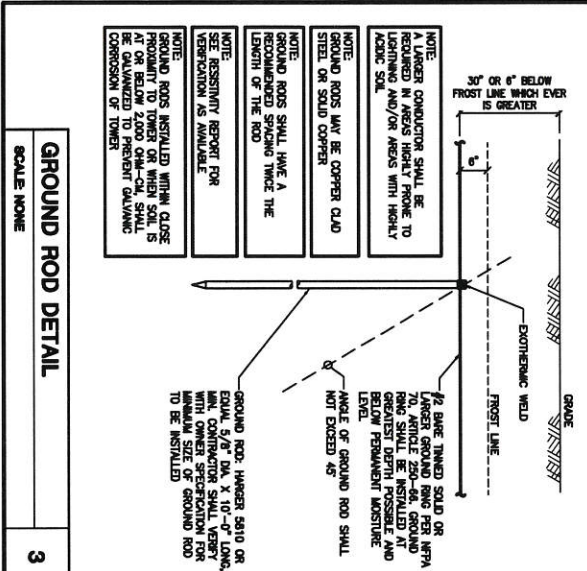 30" OR 6" BELOW
FROST LINE WHICH EVER
IS GREATER
6"
GRADE
FROST LINE
EXOTHERMIC WELD
#2 BARE TINNED SOLID OR
LARGER GROUND RING PER NFPA
70, ARTICLE 250-66. GROUND
RING SHALL BE INSTALLED AT
GREATEST DEPTH POSSIBLE AND
BELOW PERMANENT MOISTURE
LEVEL
ANGLE OF GROUND ROD SHALL
NOT EXCEED 45°
GROUND ROD: HARGER 5810 OR
EQUAL 5/8" DIA. X 10'-0" LONG,
MIN. CONTRACTOR SHALL VERIFY
WITH OWNER SPECIFICATION FOR
MINIMUM SIZE OF GROUND ROD
TO BE INSTALLED
NOTE:
A LARGER CONDUCTOR SHALL BE
REQUIRED IN AREAS HIGHLY PRONE TO
LIGHTNING AND/OR AREAS WITH HIGHLY
ACIDIC SOIL
NOTE:
GROUND RODS MAY BE COPPER CLAD
STEEL OR SOLID COPPER
NOTE:
GROUND RODS SHALL HAVE A
RECOMMENDED SPACING TWICE THE
LENGTH OF THE ROD
NOTE:
SEE RESISTIVITY REPORT FOR
VERIFICATION AS AVAILABLE
NOTE:
GROUND RODS INSTALLED WITHIN CLOSE
PROXIMITY TO TOWER OR WHEN SOIL IS
AT OR BELOW 2,000 OHM-CM, SHALL
BE GALVANIZED TO PREVENT GALVANIC
CORROSION OF TOWER
GROUND ROD DETAIL
SCALE: NONE
3